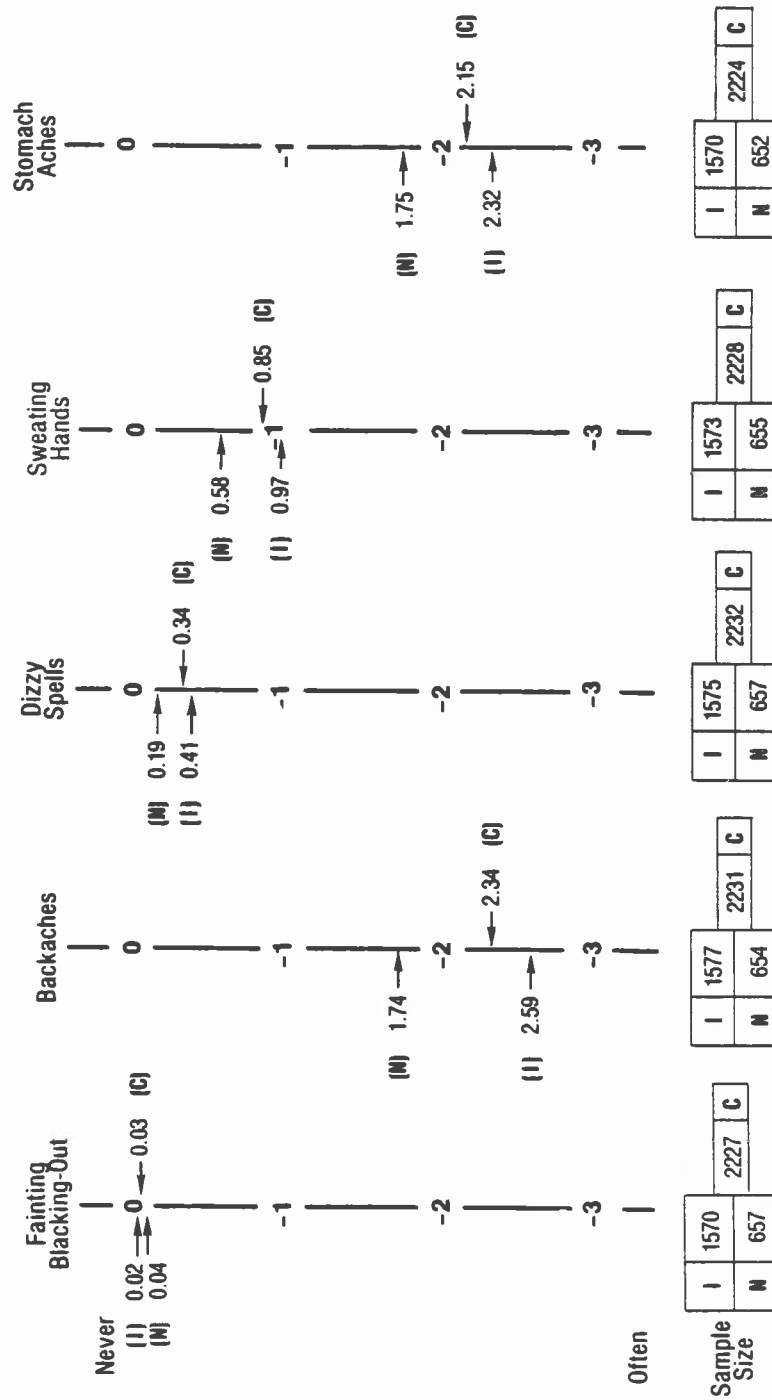 Fainting
Blacking-Out
Backaches
Dizzy
Spells
Sweating
Hands
Stomach
Aches
Never
0
(I) 0.02
(N) 0.04
0.03 (C)
-1
-2
-3
Often
0
-1
(N) 1.74
-2
2.34 (C)
(I) 2.59
-3
0
(N) 0.19
0.34 (C)
(I) 0.41
-1
-2
-3
0
(N) 0.58
0.85 (C)
-1
(I) 0.97
-2
-3
0
-1
(N) 1.75
-2
2.15 (C)
(I) 2.32
-3
Sample
Size
I 1570
2227 C
N 657
I 1577
2231 C
N 654
I 1575
2232 C
N 657
I 1573
2228 C
N 655
I 1570
2224 C
N 652